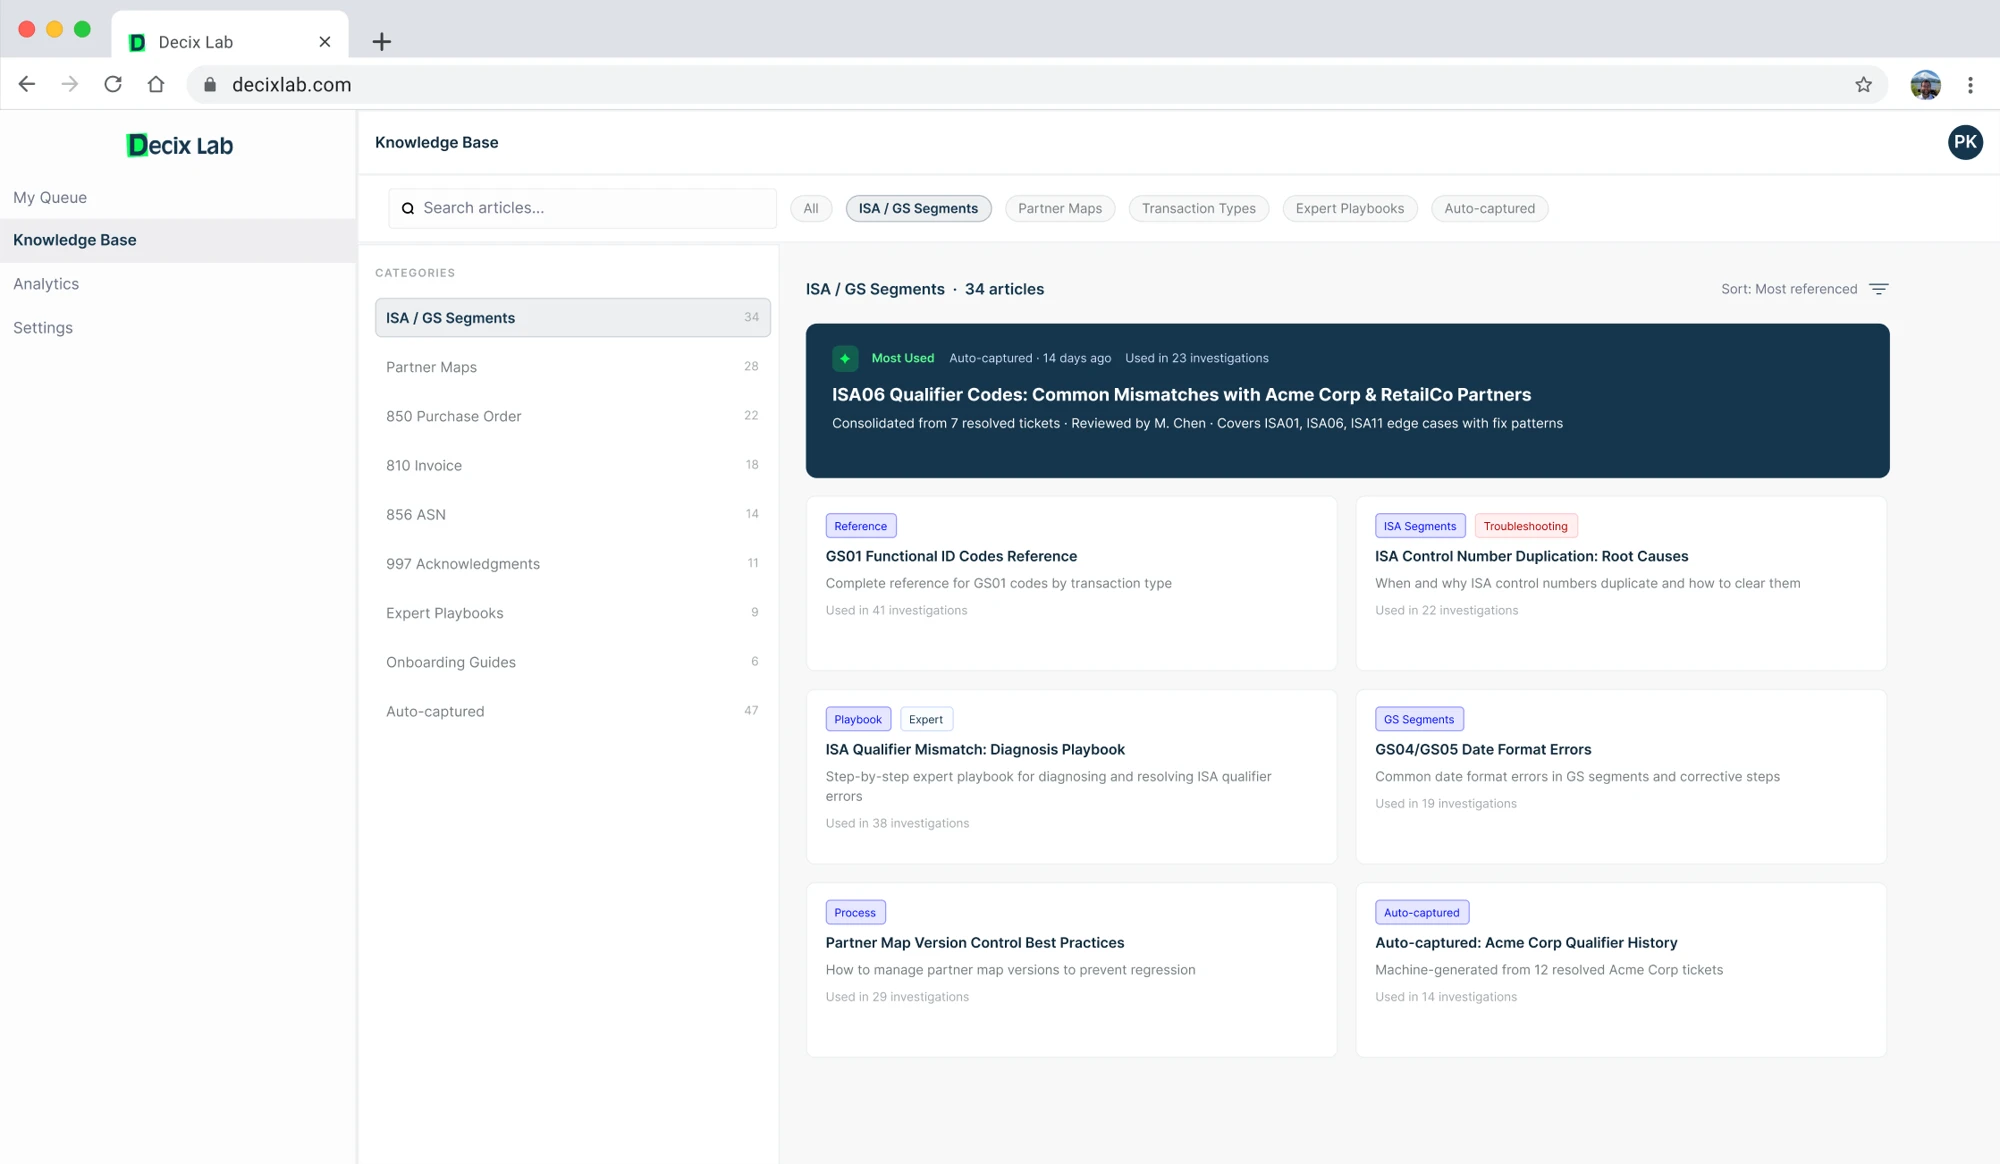 Decix Lab
decixlab.com
Decix Lab
My Queue
Knowledge Base
Analytics
Settings
Knowledge Base
PK
Search articles...
All
ISA / GS Segments
Partner Maps
Transaction Types
Expert Playbooks
Auto-captured
CATEGORIES
ISA / GS Segments 34
Partner Maps 28
850 Purchase Order 22
810 Invoice 18
856 ASN 14
997 Acknowledgments 11
Expert Playbooks 9
Onboarding Guides 6
Auto-captured 47
ISA / GS Segments · 34 articles
Sort: Most referenced
Most Used Auto-captured · 14 days ago Used in 23 investigations
ISA06 Qualifier Codes: Common Mismatches with Acme Corp & RetailCo Partners
Consolidated from 7 resolved tickets · Reviewed by M. Chen · Covers ISA01, ISA06, ISA11 edge cases with fix patterns
Reference
GS01 Functional ID Codes Reference
Complete reference for GS01 codes by transaction type
Used in 41 investigations
ISA Segments Troubleshooting
ISA Control Number Duplication: Root Causes
When and why ISA control numbers duplicate and how to clear them
Used in 22 investigations
Playbook Expert
ISA Qualifier Mismatch: Diagnosis Playbook
Step-by-step expert playbook for diagnosing and resolving ISA qualifier
errors
Used in 38 investigations
GS Segments
GS04/GS05 Date Format Errors
Common date format errors in GS segments and corrective steps
Used in 19 investigations
Process
Partner Map Version Control Best Practices
How to manage partner map versions to prevent regression
Used in 29 investigations
Auto-captured
Auto-captured: Acme Corp Qualifier History
Machine-generated from 12 resolved Acme Corp tickets
Used in 14 investigations